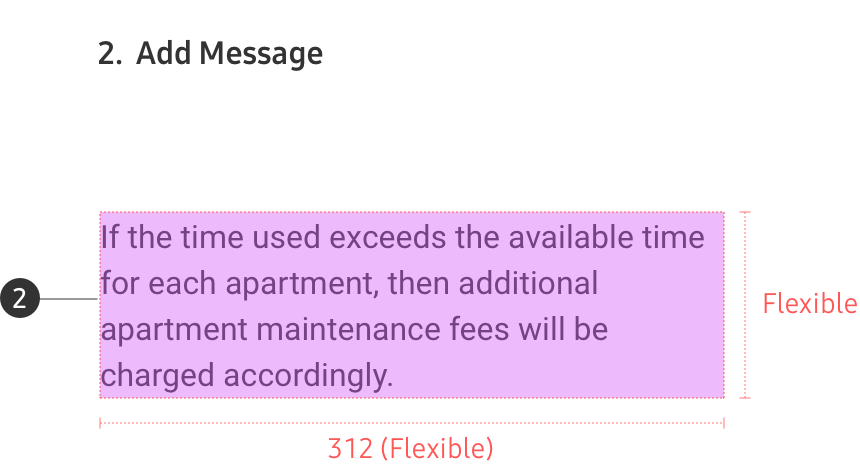 2. Add Message
If the time used exceeds the available time
for each apartment, then additional
apartment maintenance fees will be
charged accordingly.
2
Flexible
312 (Flexible)